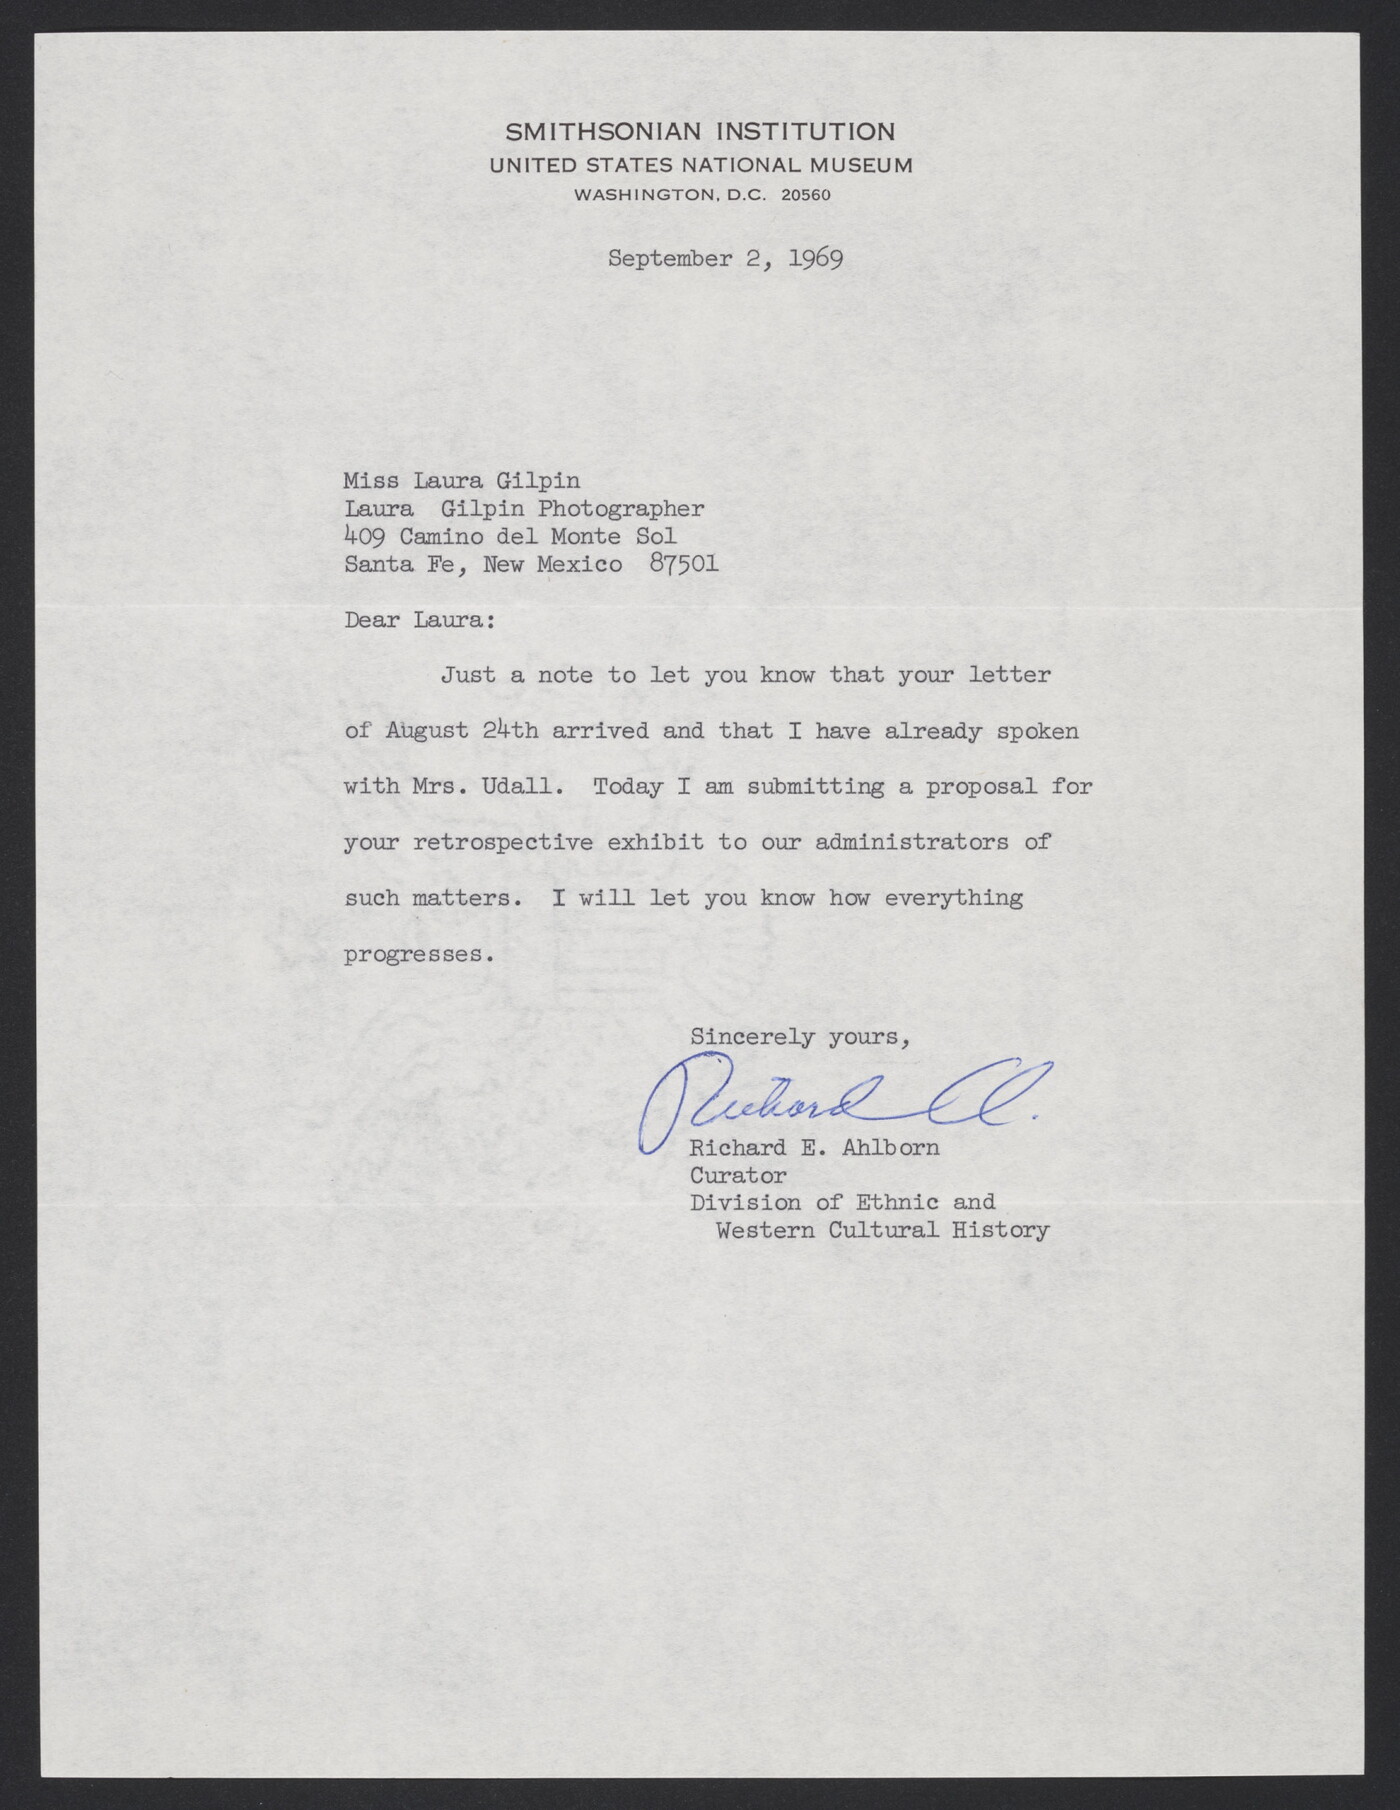 SMITHSONIAN INSTITUTION
UNITED STATES NATIONAL MUSEUM
WASHINGTON, D.C. 20560
September 2, 1969
Miss Laura Gilpin
Laura Gilpin Photographer
409 Camino del Monte Sol
Santa Fe, New Mexico 87501
Dear Laura:
Just a note to let you know that your letter
of August 24th arrived and that I have already spoken
with Mrs. Udall. Today I am submitting a proposal for
your retrospective exhibit to our administrators of
such matters. I will let you know how everything
progresses.
Sincerely yours,
Richard A.
Richard E. Ahlborn
Curator
Division of Ethnic and
Western Cultural History